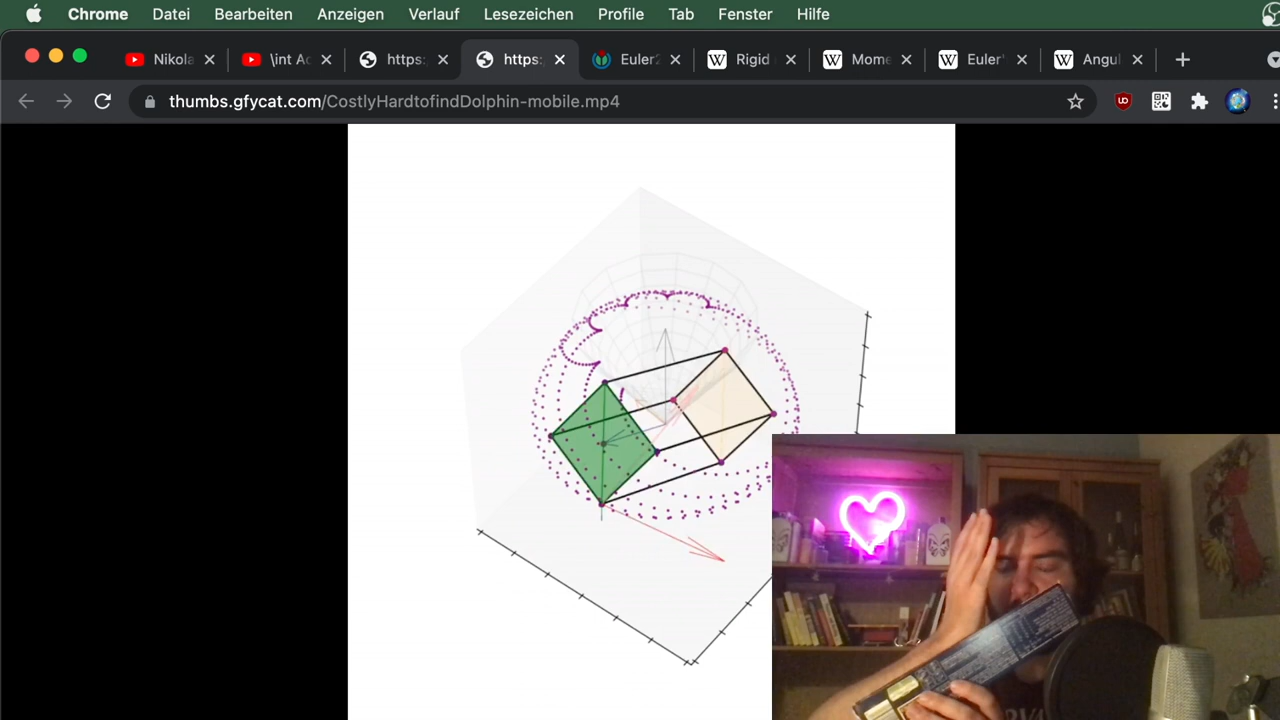 Chrome Datei Bearbeiten Anzeigen Verlauf Lesezeichen Profile Tab Fenster Hilfe
Nikola \int Ac https: https: Euler2 Rigid Mome Euler' Angul
thumbs.gfycat.com/CostlyHardtofindDolphin-mobile.mp4